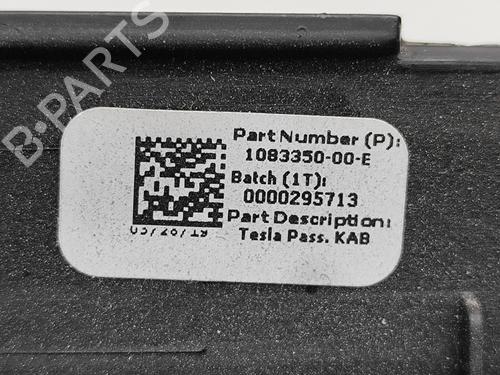 B-PARTS
Part Number (P):
1083350-00-E
Batch (1T):
0000295713
Part Description:
Tesla Pass. KAB